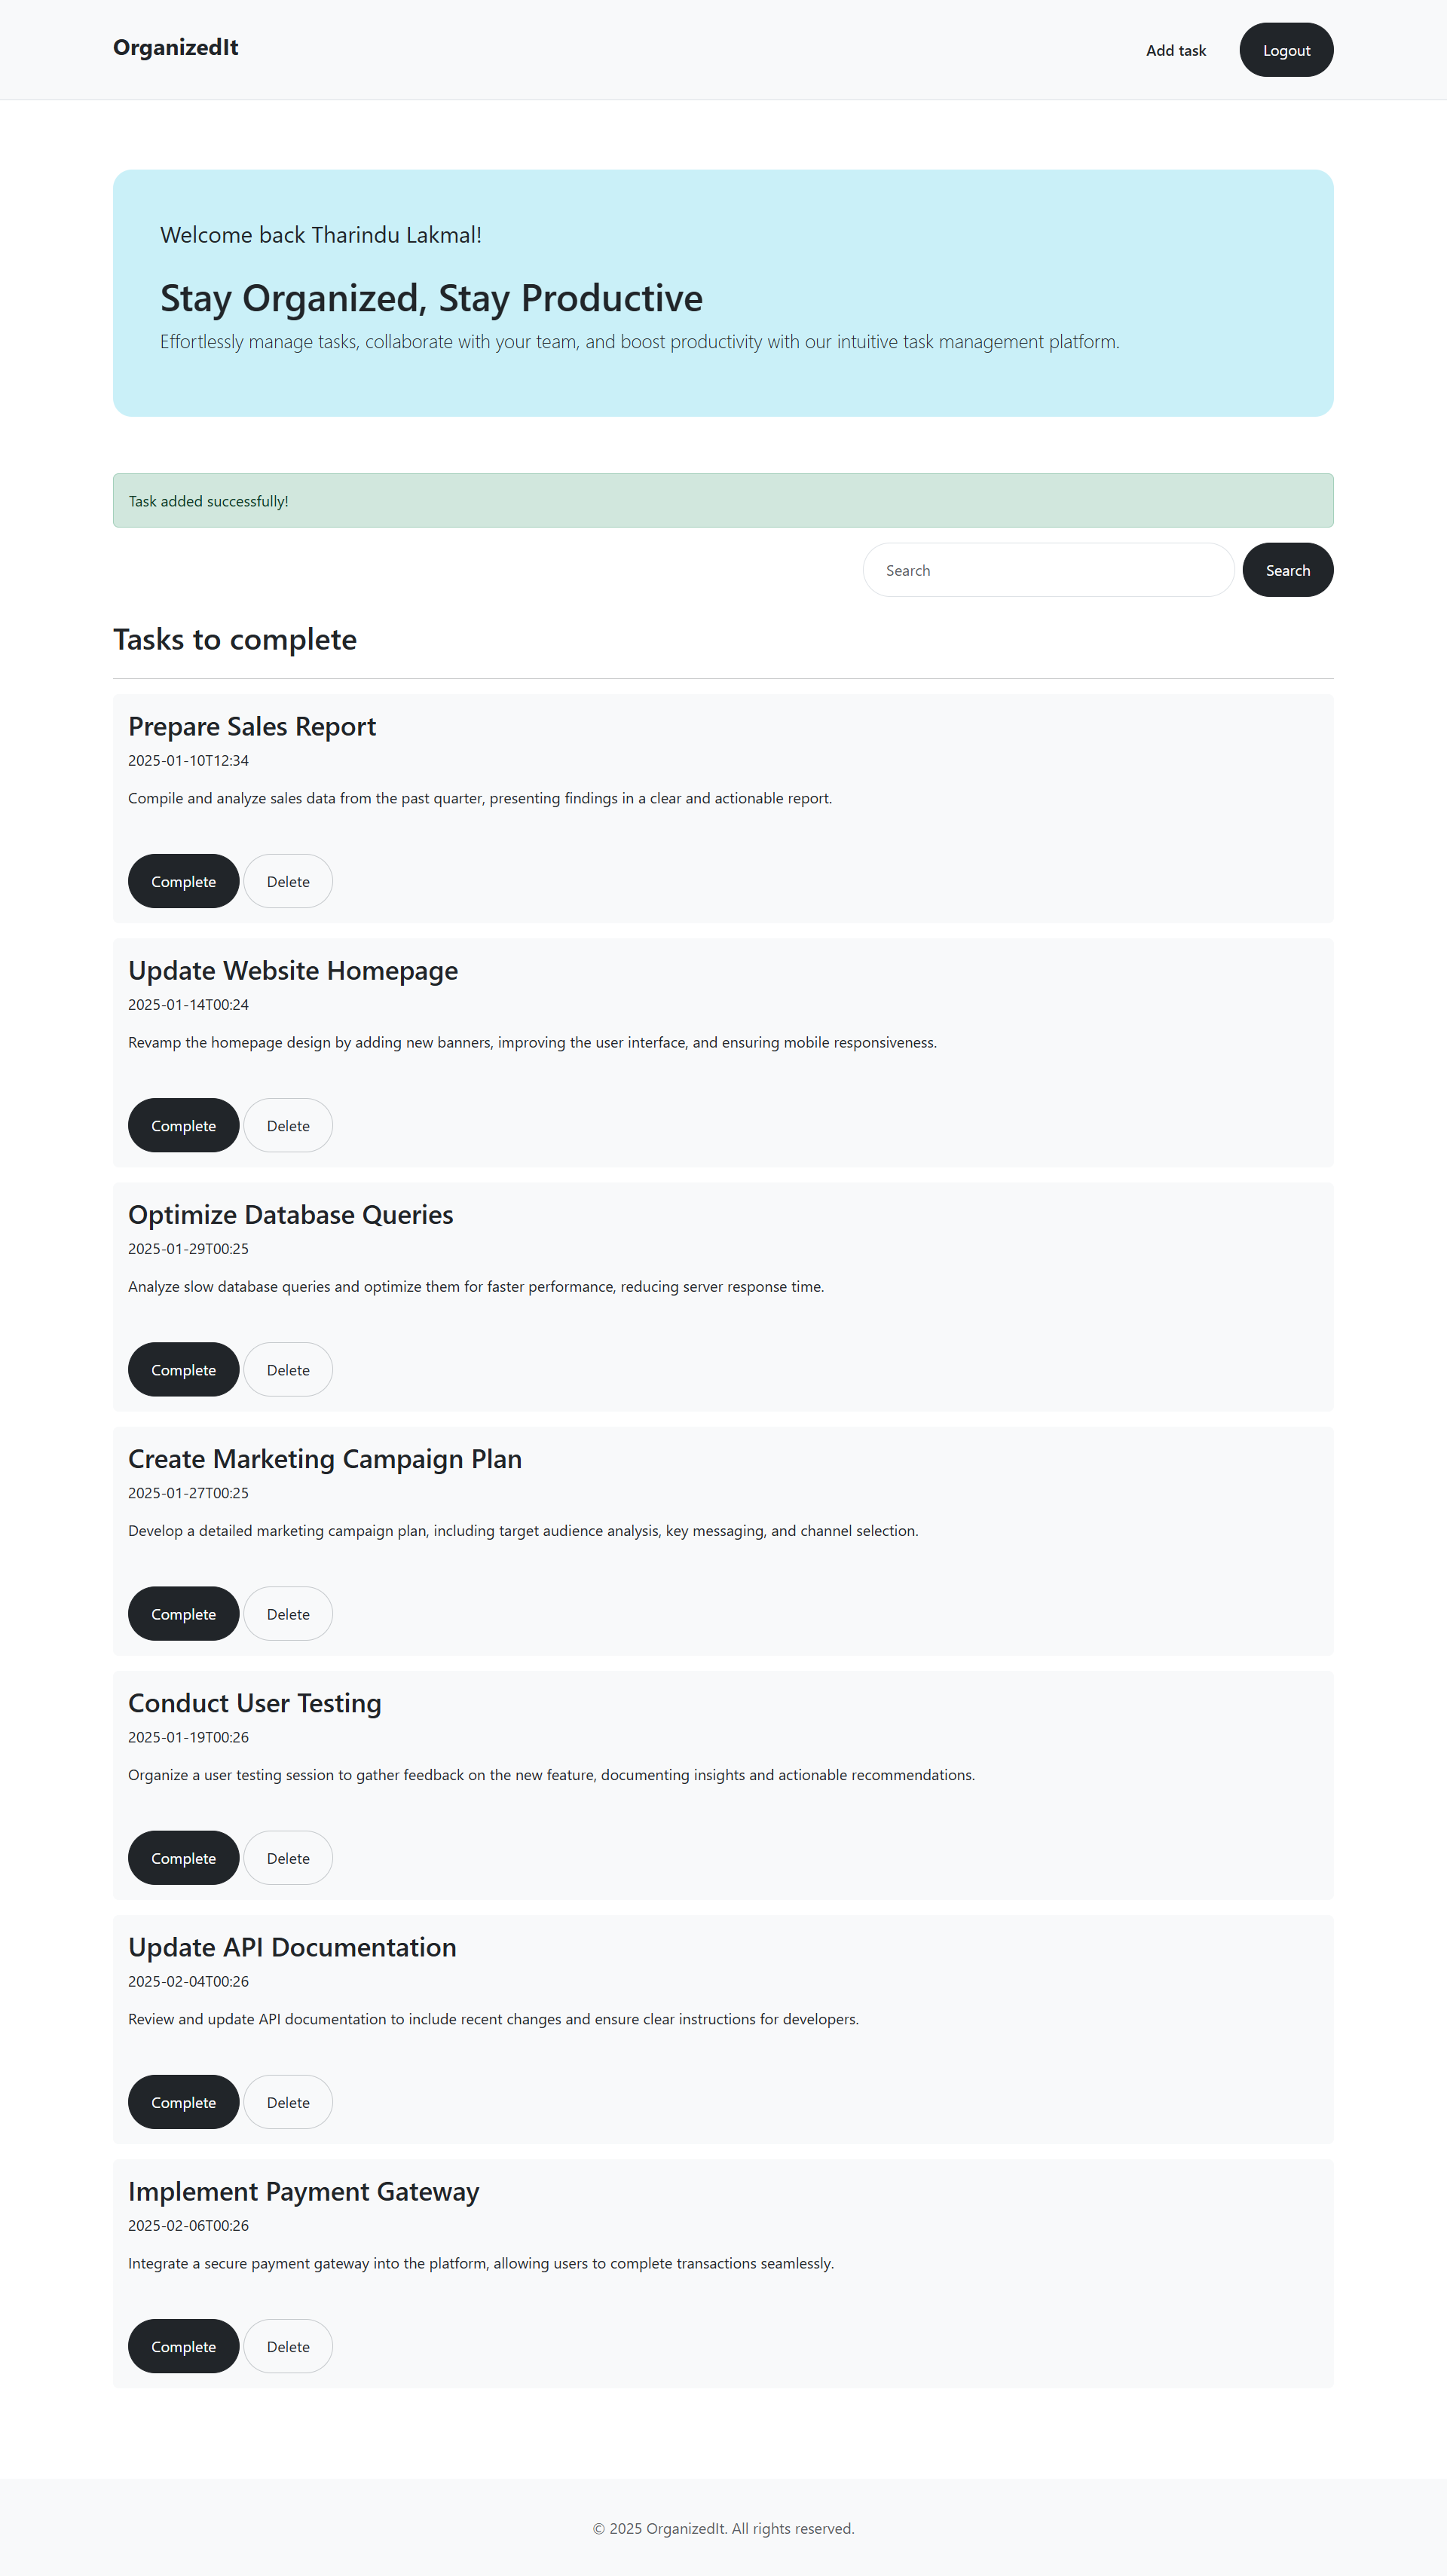 OrganizedIt
Add task
Logout
Welcome back Tharindu Lakmal!
Stay Organized, Stay Productive
Effortlessly manage tasks, collaborate with your team, and boost productivity with our intuitive task management platform.
Task added successfully!
Search
Search
Tasks to complete
Prepare Sales Report
2025-01-10T12:34
Compile and analyze sales data from the past quarter, presenting findings in a clear and actionable report.
Complete
Delete
Update Website Homepage
2025-01-14T00:24
Revamp the homepage design by adding new banners, improving the user interface, and ensuring mobile responsiveness.
Complete
Delete
Optimize Database Queries
2025-01-29T00:25
Analyze slow database queries and optimize them for faster performance, reducing server response time.
Complete
Delete
Create Marketing Campaign Plan
2025-01-27T00:25
Develop a detailed marketing campaign plan, including target audience analysis, key messaging, and channel selection.
Complete
Delete
Conduct User Testing
2025-01-19T00:26
Organize a user testing session to gather feedback on the new feature, documenting insights and actionable recommendations.
Complete
Delete
Update API Documentation
2025-02-04T00:26
Review and update API documentation to include recent changes and ensure clear instructions for developers.
Complete
Delete
Implement Payment Gateway
2025-02-06T00:26
Integrate a secure payment gateway into the platform, allowing users to complete transactions seamlessly.
Complete
Delete
© 2025 OrganizedIt. All rights reserved.